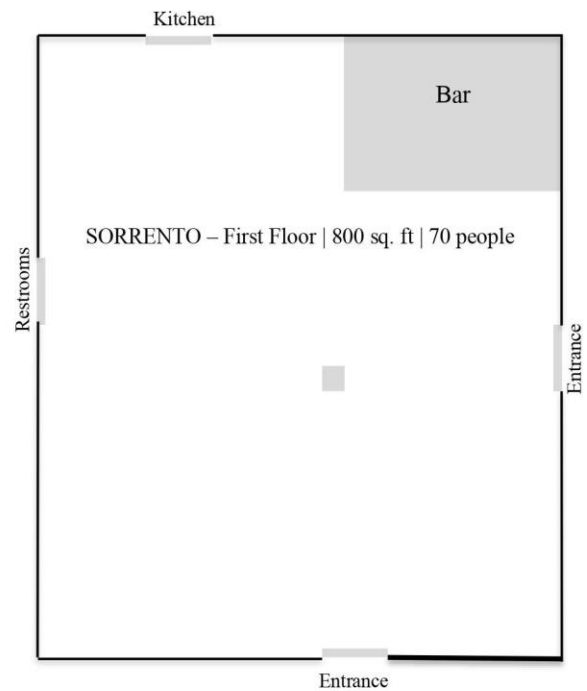 Kitchen
Bar
SORRENTO – First Floor | 800 sq. ft | 70 people
Restrooms
Entrance
Entrance